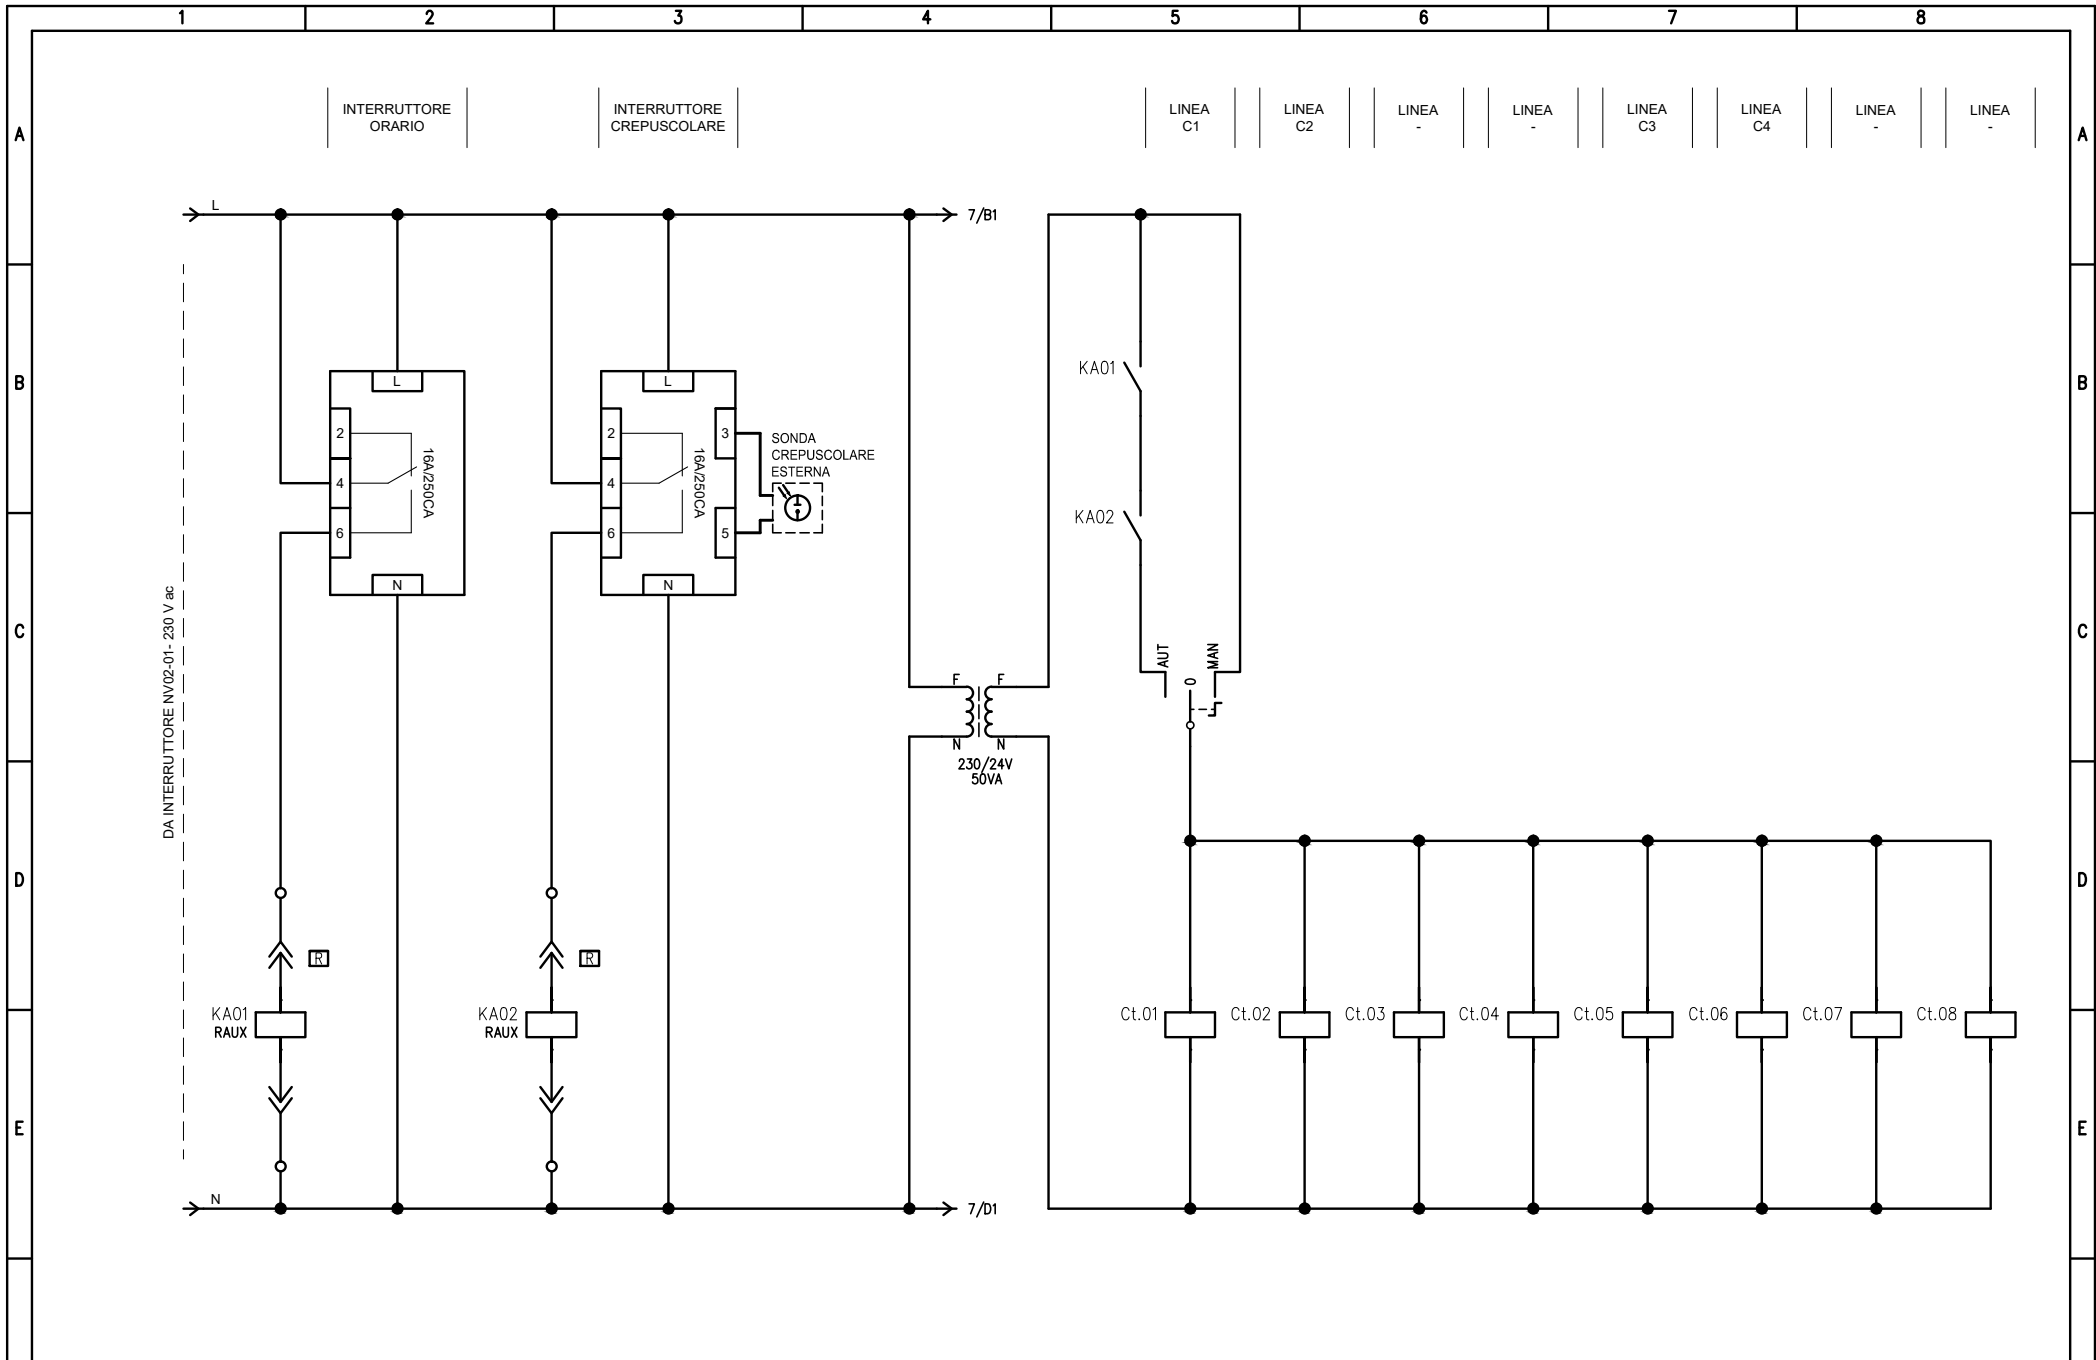 1 2 3 4 5 6 7 8
INTERRUTTORE
ORARIO
INTERRUTTORE
CREPUSCOLARE
LINEA
C1
LINEA
C2
LINEA
-
LINEA
-
LINEA
C3
LINEA
C4
LINEA
-
LINEA
-
A
A
L
7/B1
B
B
KA01
L
2
4
6
16A/250CA
N
L
2
4
6
16A/250CA
3
5
N
SONDA
CREPUSCOLARE
ESTERNA
KA02
C
C
DA INTERRUTTORE NV02-01- 230 V ac
AUT
0
MAN
F
F
N
N
230/24V
50VA
D
D
R
R
KA01
RAUX
KA02
RAUX
Ct.01
Ct.02
Ct.03
Ct.04
Ct.05
Ct.06
Ct.07
Ct.08
E
E
N
7/D1